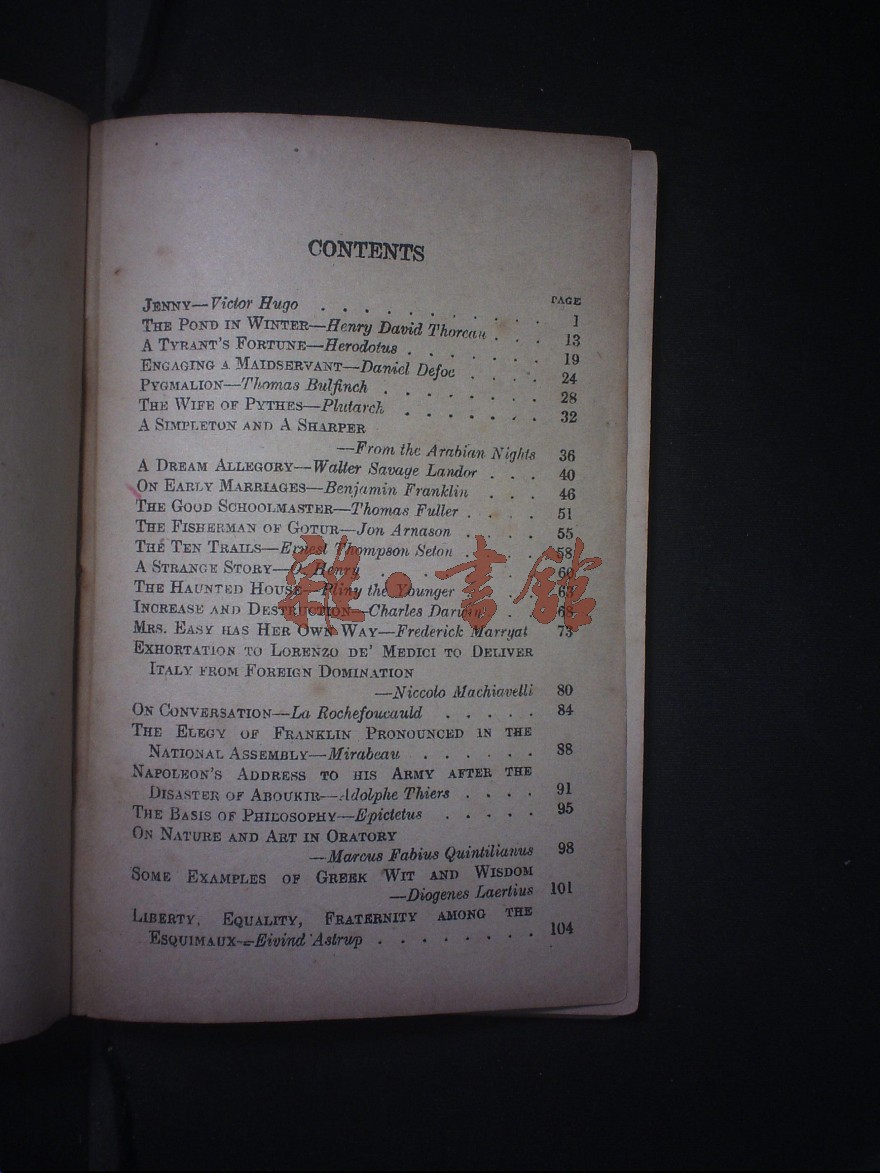 CONTENTS
PAGE
JENNY—Victor Hugo . . . . . . . . . . 1
THE POND IN WINTER—Henry David Thoreau . . . 13
A TYRANT'S FORTUNE—Herodotus . . . . . . . 19
ENGAGING A MAIDSERVANT—Daniel Defoe . . . . 24
PYGMALION—Thomas Bulfinch . . . . . . . . 28
THE WIFE OF PYTHES—Plutarch . . . . . . . 32
A SIMPLETON AND A SHARPER
—From the Arabian Nights 36
A DREAM ALLEGORY—Walter Savage Landor . . . 40
ON EARLY MARRIAGES—Benjamin Franklin . . . 46
THE GOOD SCHOOLMASTER—Thomas Fuller . . . . 51
THE FISHERMAN OF GOTUR—Jon Arnason . . . . 55
THE TEN TRAILS—Ernest Thompson Seton . . . . 58
A STRANGE STORY—O. Henry . . . . . . . 60
THE HAUNTED HOUSE—Pliny the Younger . . . 63
INCREASE AND DESTRUCTION—Charles Darwin . . 68
MRS. EASY HAS HER OWN WAY—Frederick Marryat 73
EXHORTATION TO LORENZO DE' MEDICI TO DELIVER
ITALY FROM FOREIGN DOMINATION
—Niccolo Machiavelli 80
ON CONVERSATION—La Rochefoucauld . . . . . 84
THE ELEGY OF FRANKLIN PRONOUNCED IN THE
NATIONAL ASSEMBLY—Mirabeau . . . . . . 88
NAPOLEON'S ADDRESS TO HIS ARMY AFTER THE
DISASTER OF ABOUKIR—Adolphe Thiers . . . . 91
THE BASIS OF PHILOSOPHY—Epictetus . . . . . 95
ON NATURE AND ART IN ORATORY
—Marcus Fabius Quintilianus 98
SOME EXAMPLES OF GREEK WIT AND WISDOM
—Diogenes Laertius 101
LIBERTY, EQUALITY, FRATERNITY AMONG THE
ESQUIMAUX—Eivind Astrup . . . . . . . . 104
雜·書館